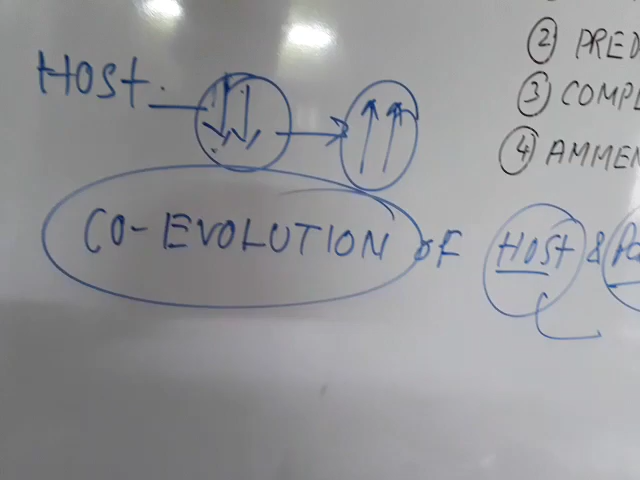 ② PRED
Host
③ COMPL
④ AMMEN
CO-EVOLUTION OF Host &